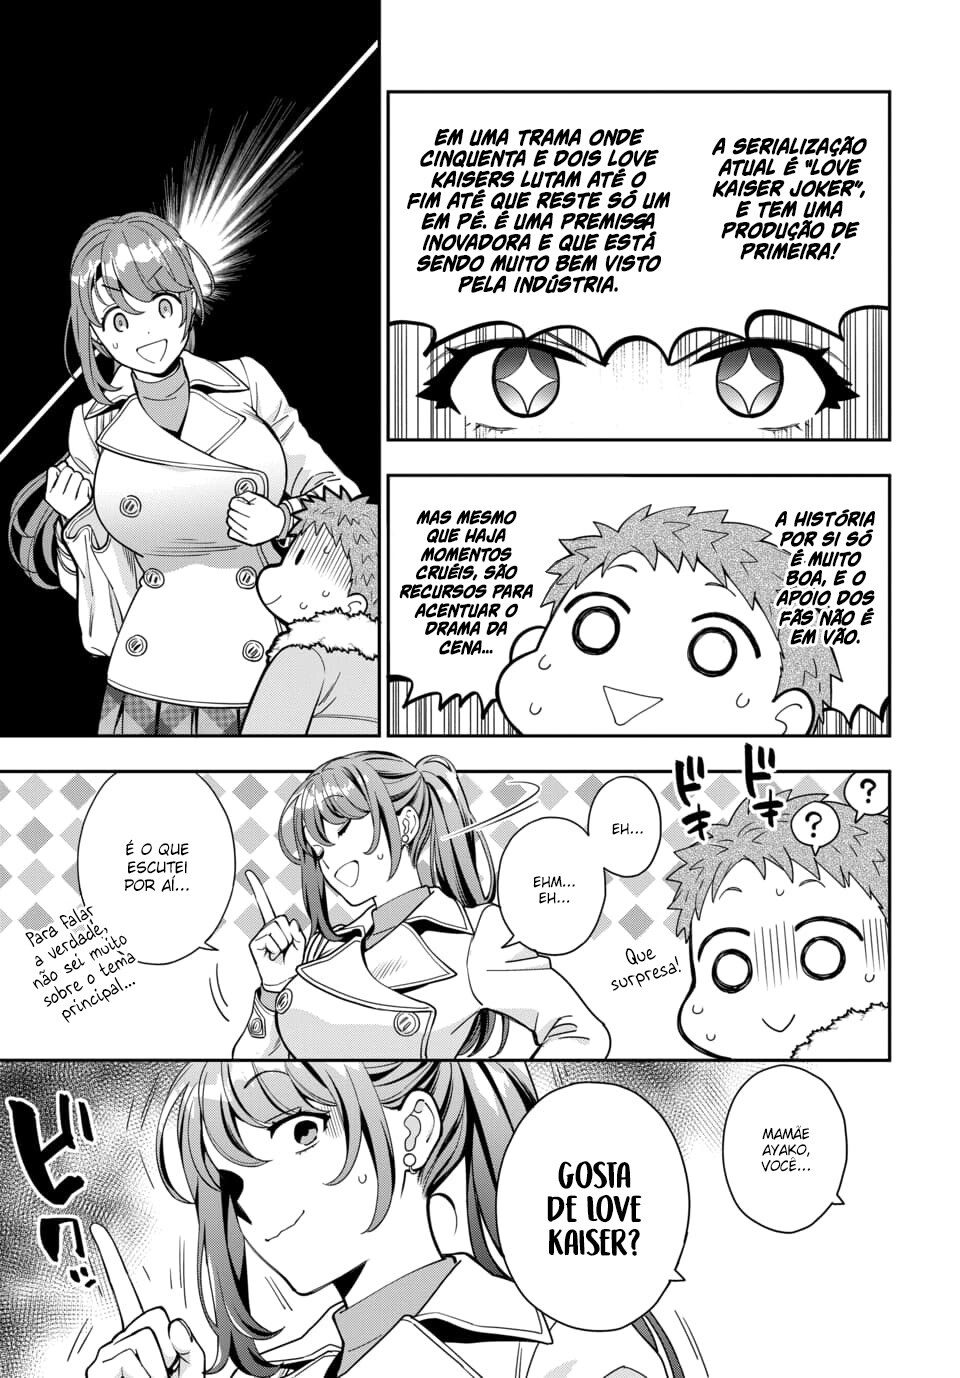 A SERIALIZAÇÃO
ATUAL É "LOVE
KAISER JOKER",
E TEM UMA
PRODUÇÃO DE
PRIMEIRA!
EM UMA TRAMA ONDE
CINQUENTA E DOIS LOVE
KAISERS LUTAM ATÉ O
FIM ATÉ QUE RESTE SÓ UM
EM PÉ. É UMA PREMISSA
INOVADORA E QUE ESTÁ
SENDO MUITO BEM VISTO
PELA INDÚSTRIA.
A HISTÓRIA
POR SI SÓ
É MUITO
BOA, E O
APOIO DOS
FÃS NÃO É
EM VÃO.
MAS MESMO
QUE HAJA
MOMENTOS
CRUÉIS, SÃO
RECURSOS PARA
ACENTUAR O
DRAMA DA
CENA...
?
?
ドキ
ドキ
EH...
EHM...
EH...
Que
surpresa!
É O QUE
ESCUTEI
POR AÍ...
Para falar
a verdade,
não sei muito
sobre o tema
principal...
MAMÃE
AYAKO,
VOCÊ...
GOSTA
DE LOVE
KAISER?
ビクッ